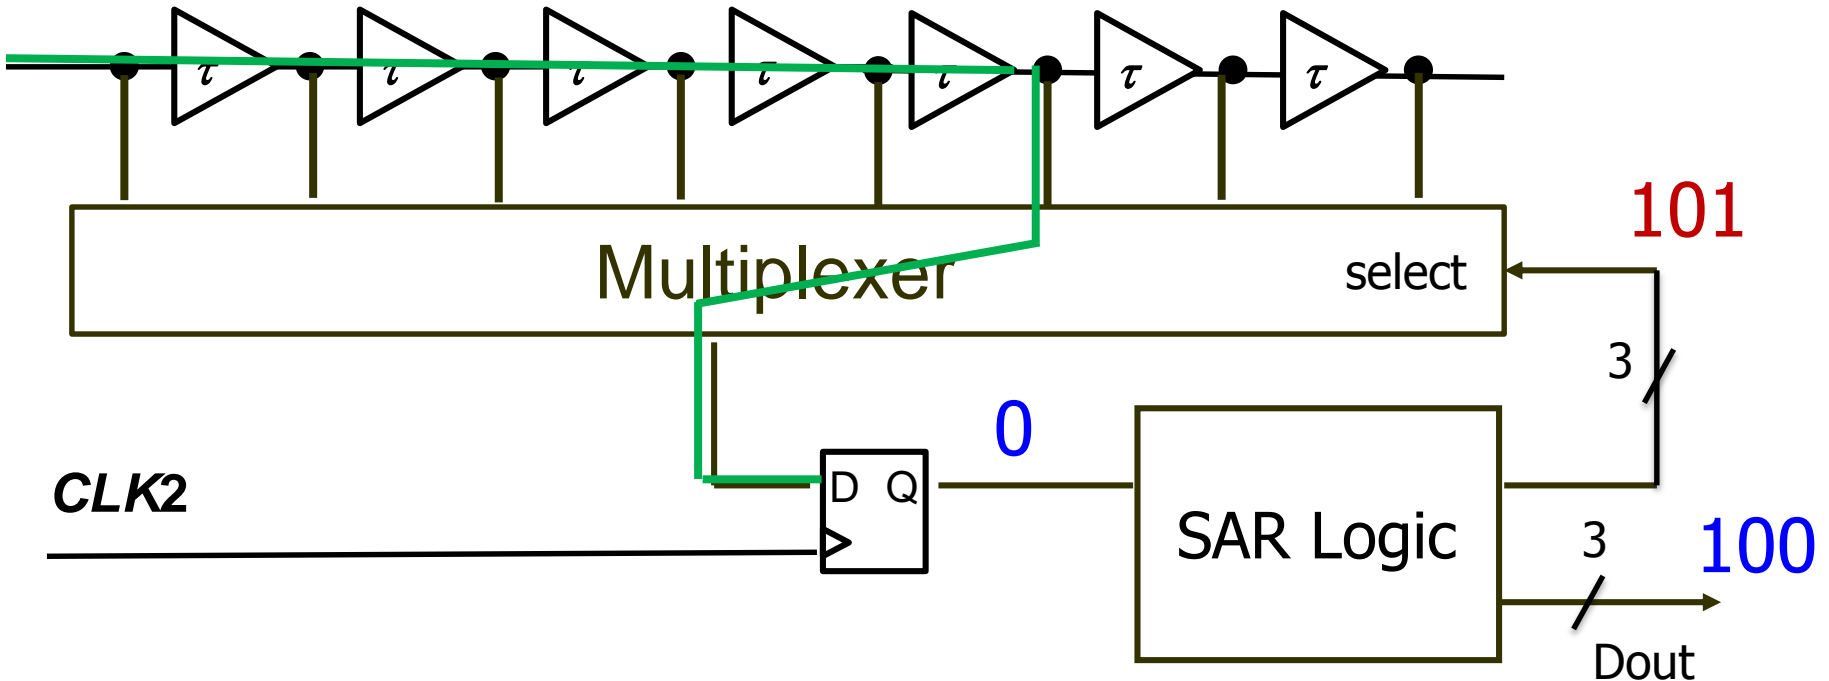 τ τ τ τ τ τ τ
101
Multiplexer
select
3
0
CLK2
D Q
SAR Logic
3
100
Dout